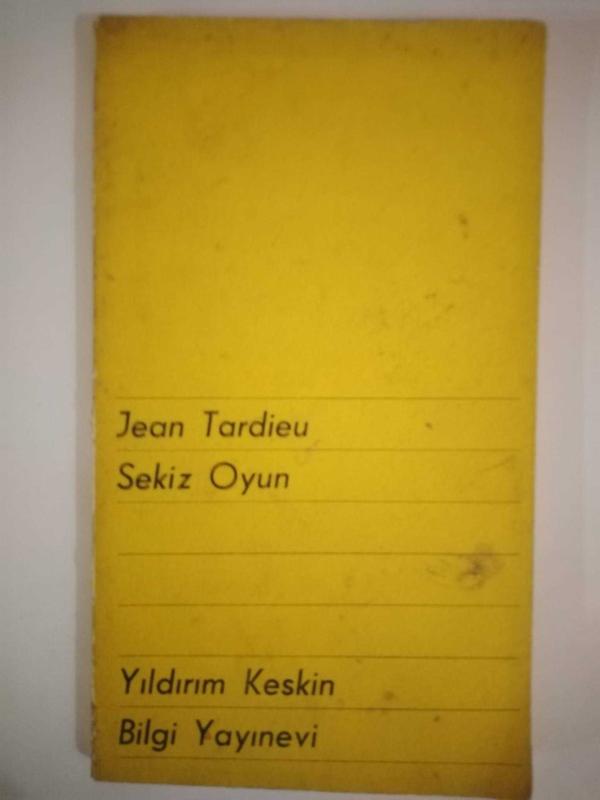 Jean Tardieu
Sekiz Oyun
Yıldırım Keskin
Bilgi Yayınevi